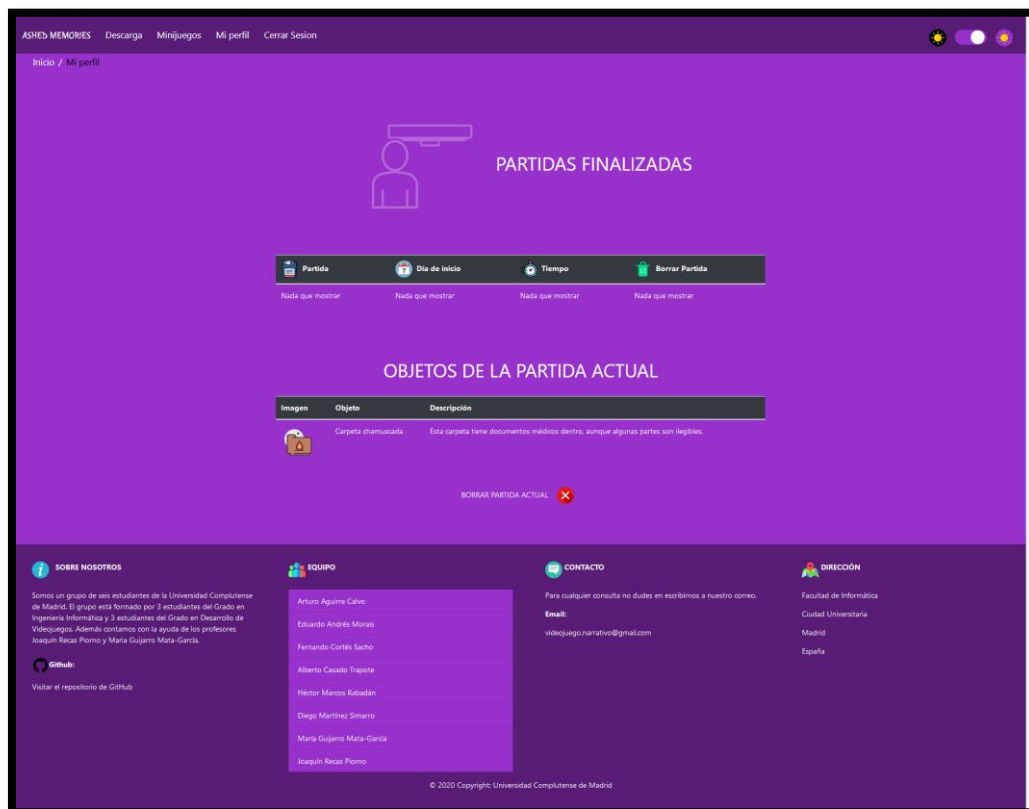 ASHED MEMORIES Descarga Minijuegos Mi perfil Cerrar Sesion
Inicio / Mi perfil
PARTIDAS FINALIZADAS
Partida Día de inicio Tiempo Borrar Partida
Nada que mostrar Nada que mostrar Nada que mostrar Nada que mostrar
OBJETOS DE LA PARTIDA ACTUAL
Imagen Objeto Descripción
Carpeta chamuscada Esta carpeta tiene documentos médicos dentro, aunque algunas partes son ilegibles.
BORRAR PARTIDA ACTUAL
SOBRE NOSOTROS
Somos un grupo de seis estudiantes de la Universidad Complutense
de Madrid. El grupo está formado por 3 estudiantes del Grado en
Ingeniería Informática y 3 estudiantes del Grado en Desarrollo de
Videojuegos. Además contamos con la ayuda de los profesores
Joaquín Recas Piorno y Maria Guijarro Mata-García.
Github:
Visitar el repositorio de GitHub
EQUIPO
Arturo Aguirre Calvo
Eduardo Andrés Morais
Fernando Cortés Sacho
Alberto Casado Trapote
Héctor Marcos Rabadán
Diego Martínez Simarro
María Guijarro Mata-García
Joaquín Recas Piorno
CONTACTO
Para cualquier consulta no dudes en escribirnos a nuestro correo.
Email:
videojuego.narrativo@gmail.com
DIRECCIÓN
Facultad de Informática
Ciudad Universitaria
Madrid
España
© 2020 Copyright: Universidad Complutense de Madrid